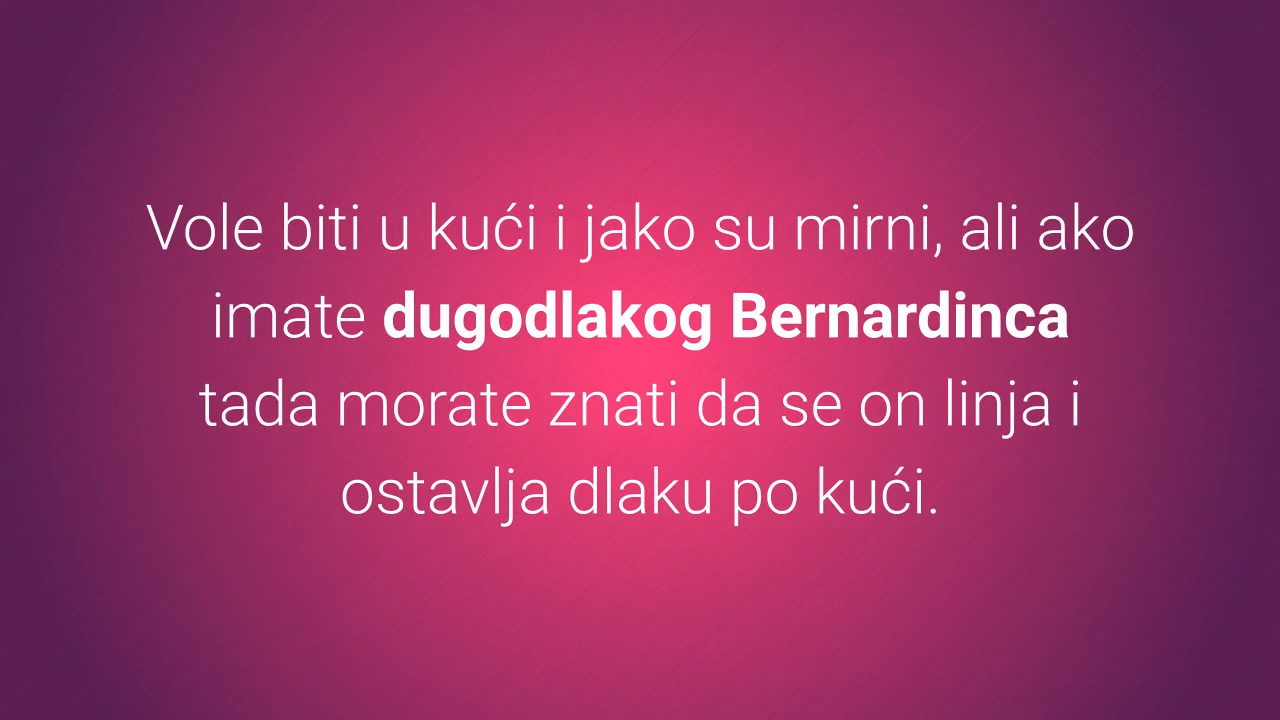 Vole biti u kući i jako su mirni, ali ako
imate dugodlakog Bernardinca
tada morate znati da se on linja i
ostavlja dlaku po kući.